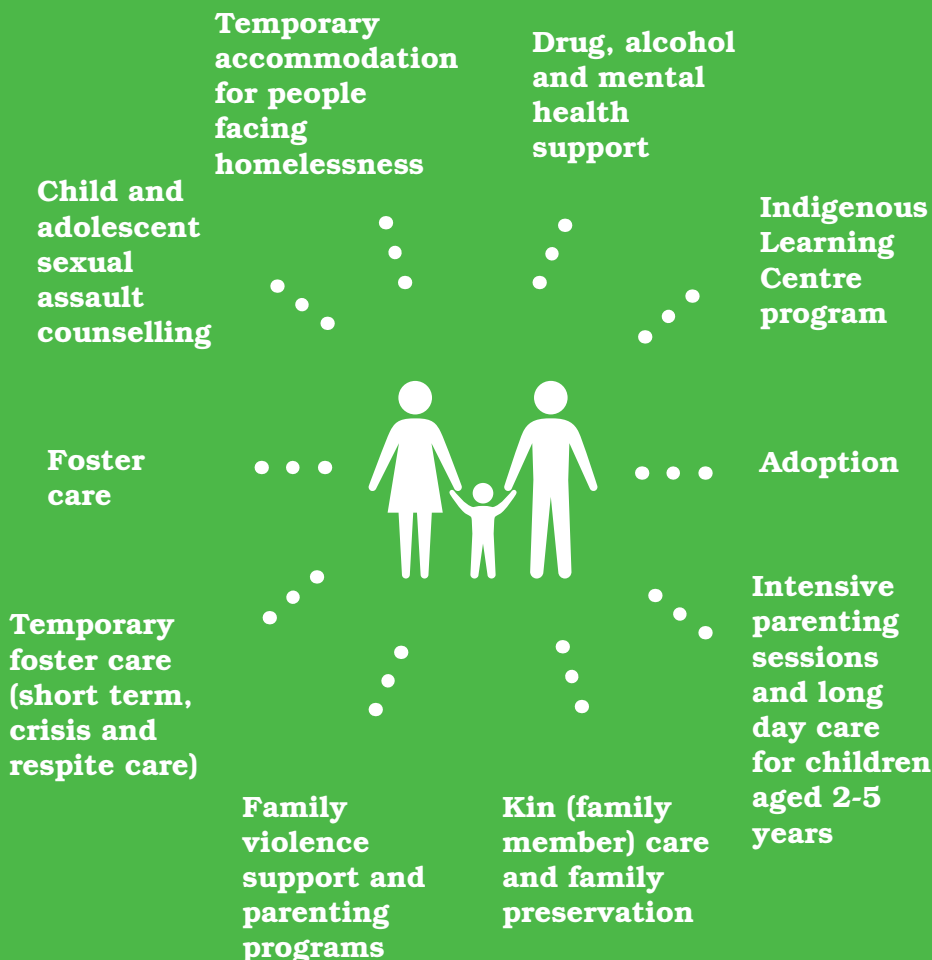 Temporary
accommodation
for people
facing
homelessness
Drug, alcohol
and mental
health
support
Child and
adolescent
sexual
assault
counselling
Indigenous
Learning
Centre
program
Foster
care
Adoption
Temporary
foster care
(short term,
crisis and
respite care)
Intensive
parenting
sessions
and long
day care
for children
aged 2-5
years
Family
violence
support and
parenting
programs
Kin (family
member) care
and family
preservation